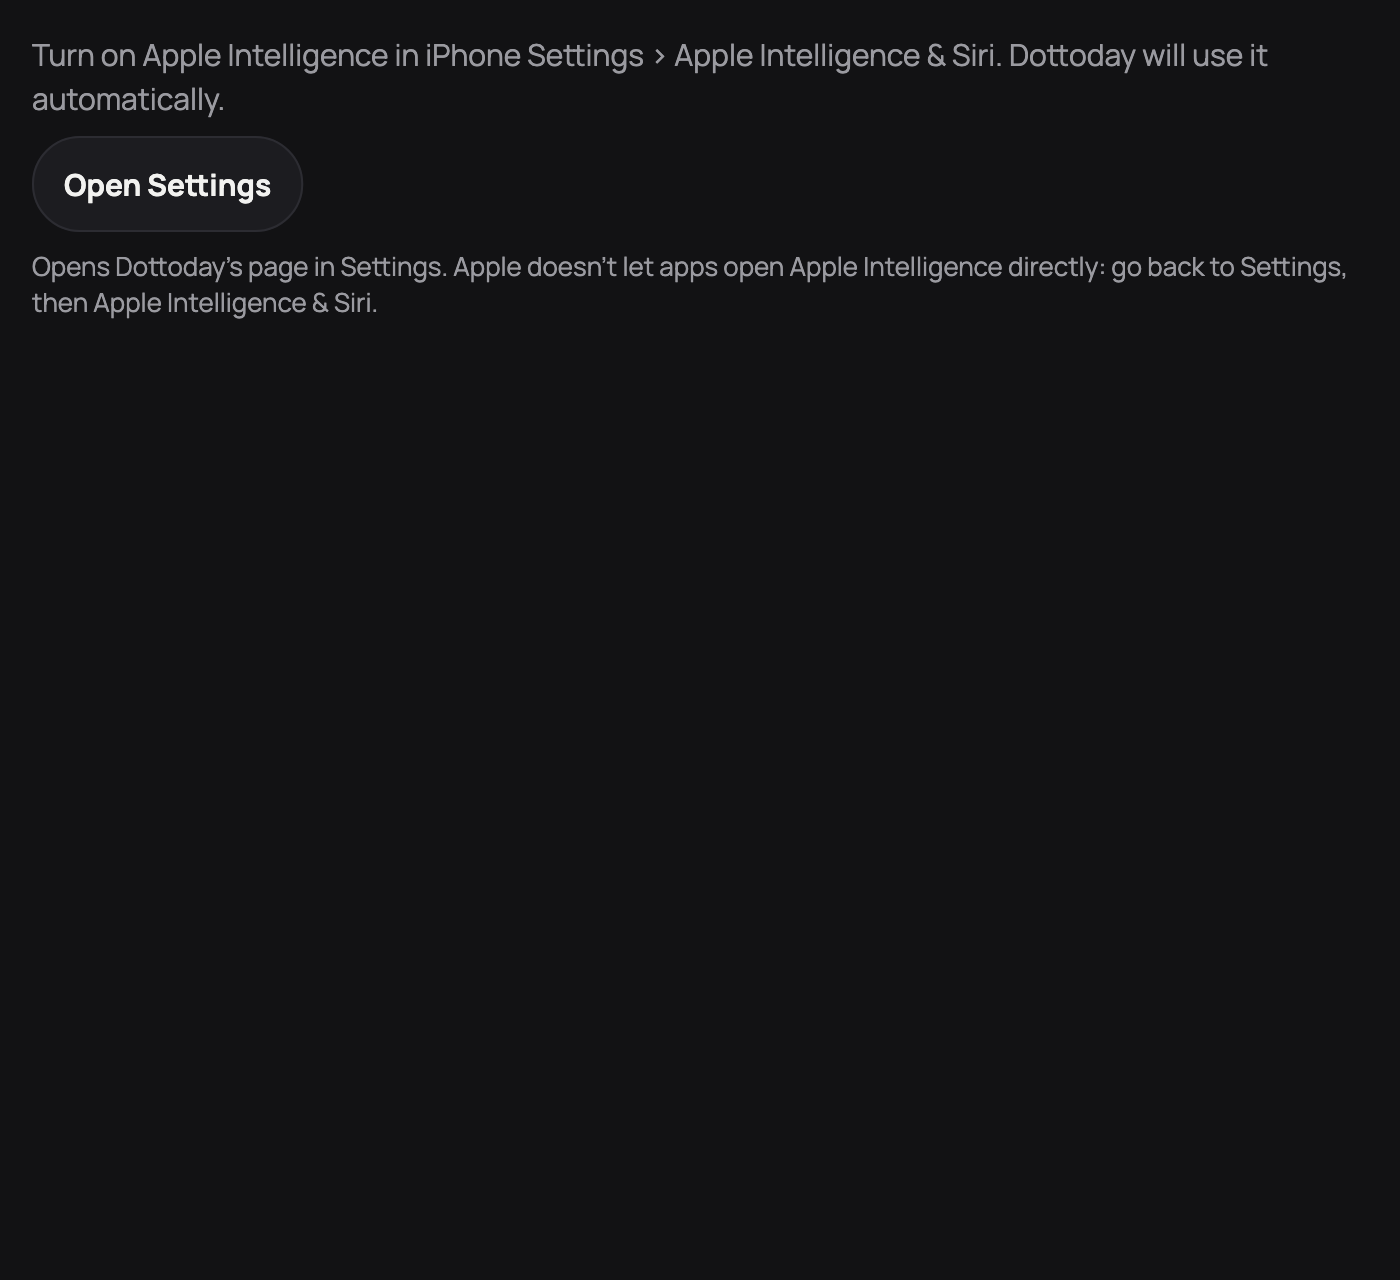 Turn on Apple Intelligence in iPhone Settings › Apple Intelligence & Siri. Dottoday will use it
automatically.
Open Settings
Opens Dottoday’s page in Settings. Apple doesn’t let apps open Apple Intelligence directly: go back to Settings,
then Apple Intelligence & Siri.